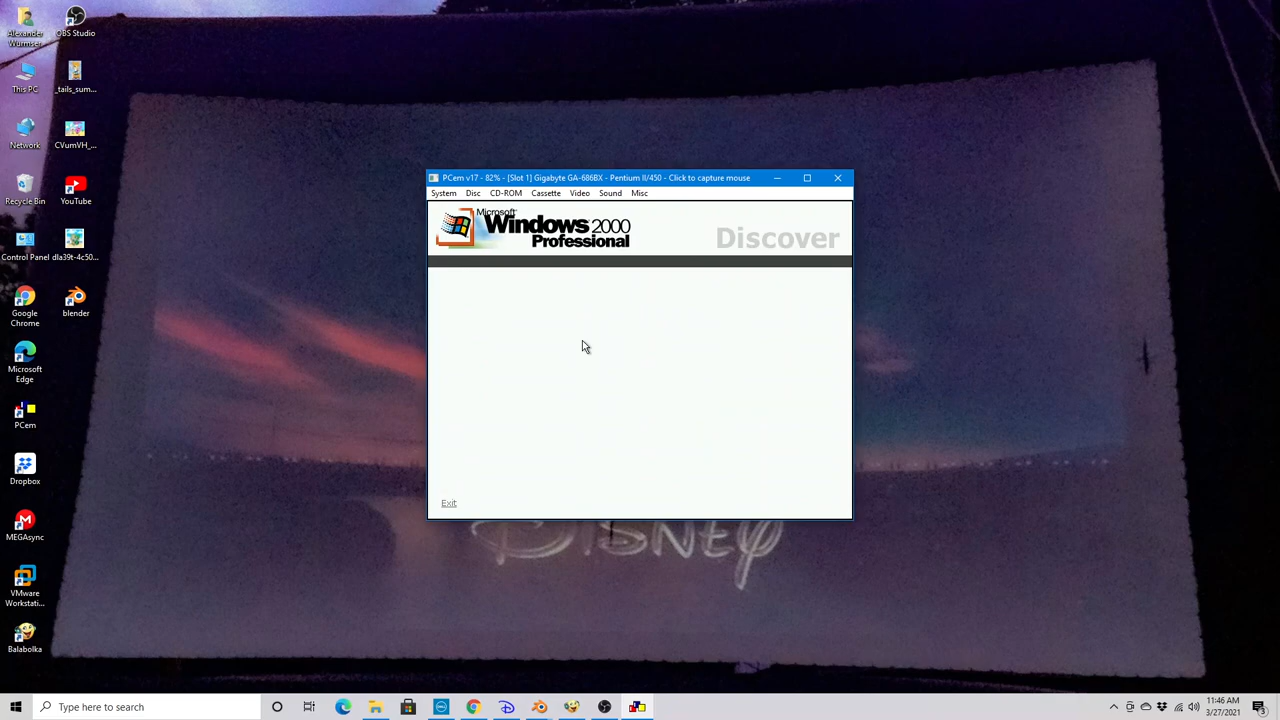 Alexander
Wurmser
OBS Studio
This PC
_tails_sum...
Network
CVumVH_...
Recycle Bin
YouTube
Control Panel
dla39t-4c50...
Google
Chrome
blender
Microsoft
Edge
PCem
Dropbox
MEGAsync
VMware
Workstati...
Balabolka
PCem v17 - 82% - [Slot 1] Gigabyte GA-686BX - Pentium II/450 - Click to capture mouse
System Disc CD-ROM Cassette Video Sound Misc
Microsoft
Windows 2000
Professional
Discover
Exit
DISNEY
Type here to search
DELL
11:46 AM
3/27/2021